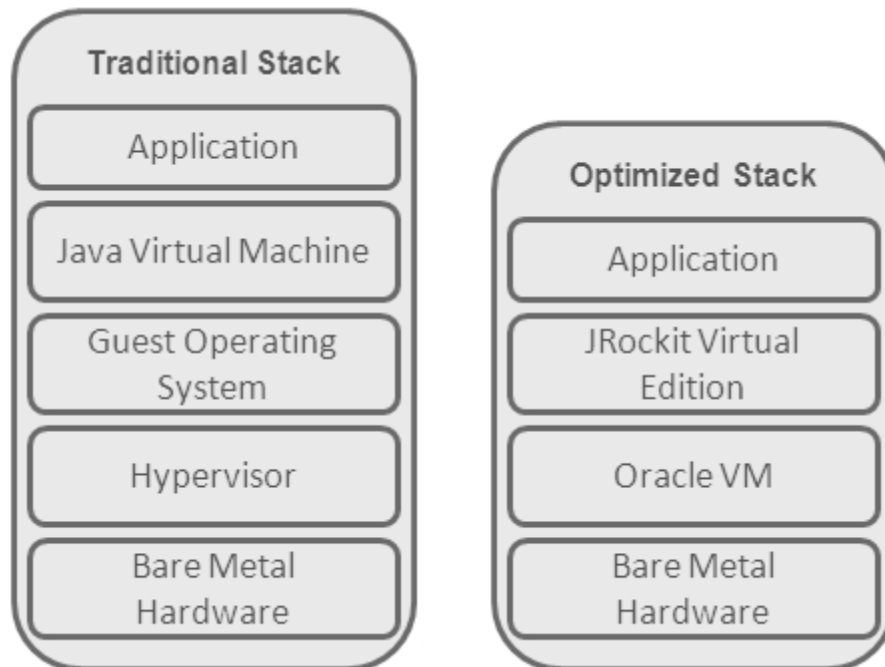 Traditional Stack
Application
Java Virtual Machine
Guest Operating
System
Hypervisor
Bare Metal
Hardware
Optimized Stack
Application
JRockit Virtual
Edition
Oracle VM
Bare Metal
Hardware